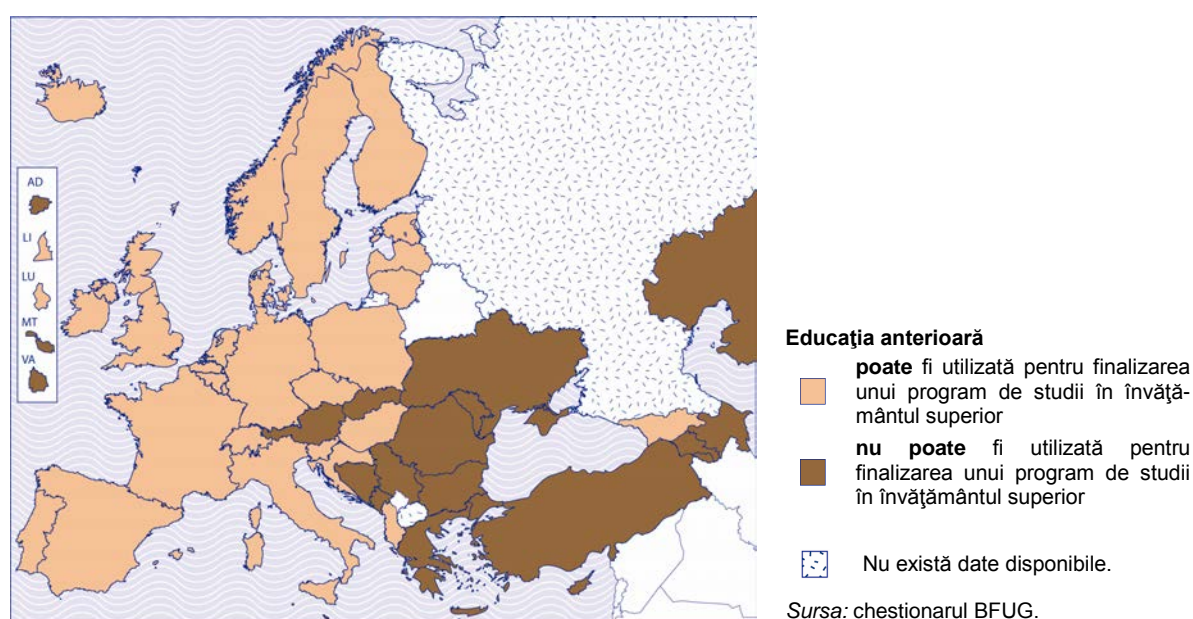 AD
LI
LU
MT
VA
Educaţia anterioară
poate fi utilizată pentru finalizarea
unui program de studii în învăţă-
mântul superior
nu poate fi utilizată pentru
finalizarea unui program de studii
în învăţământul superior
Nu există date disponibile.
Sursa: chestionarul BFUG.